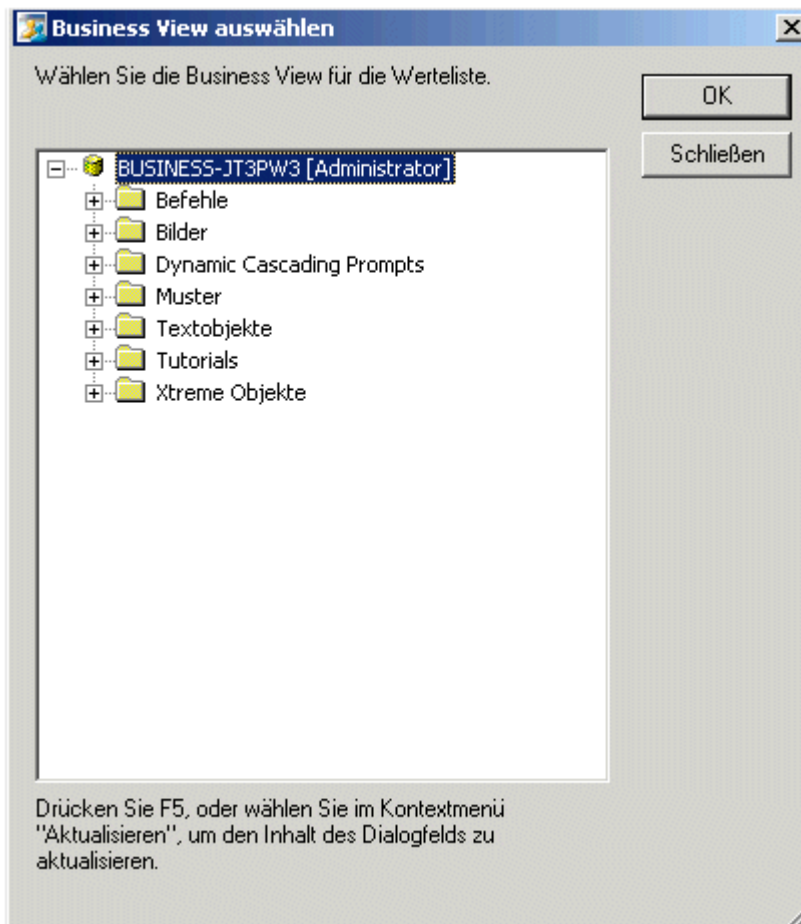 Business View auswählen
Wählen Sie die Business View für die Werteliste.
OK
Schließen
BUSINESS-JT3PW3 [Administrator]
Befehle
Bilder
Dynamic Cascading Prompts
Muster
Textobjekte
Tutorials
Xtreme Objekte
Drücken Sie F5, oder wählen Sie im Kontextmenü
"Aktualisieren", um den Inhalt des Dialogfelds zu
aktualisieren.